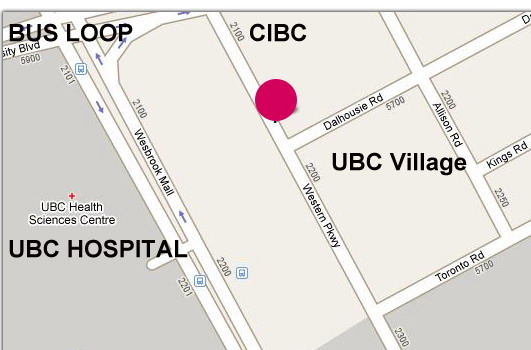 BUS LOOP
CIBC
sity Blvd
5900
2101
2100
2100
Dalhousie Rd
5700
2200
Allison Rd
Kings Rd
Wesbrook Mall
UBC Village
2200
2250
Western Pkwy
UBC Health
Sciences Centre
UBC HOSPITAL
2200
2201
Toronto Rd
5700
2300